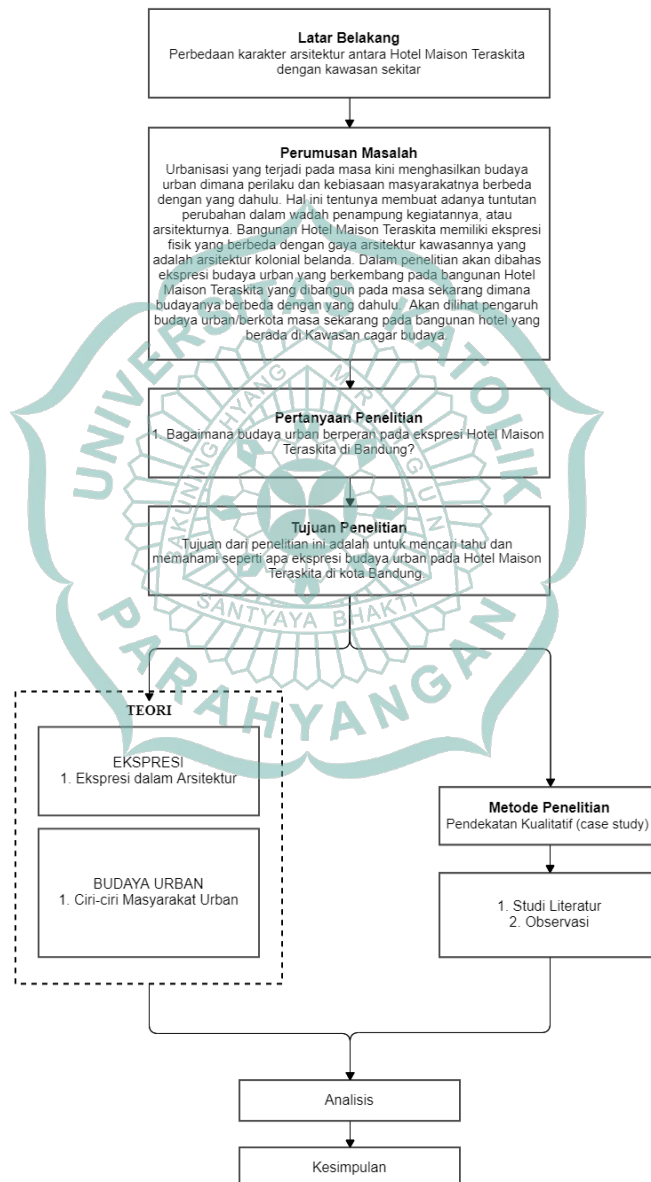 Latar Belakang
Perbedaan karakter arsitektur antara Hotel Maison Teraskita
dengan kawasan sekitar
Perumusan Masalah
Urbanisasi yang terjadi pada masa kini menghasilkan budaya
urban dimana perilaku dan kebiasaan masyarakatnya berbeda
dengan yang dahulu. Hal ini tentunya membuat adanya tuntutan
perubahan dalam wadah penampung kegiatannya, atau
arsitekturnya. Bangunan Hotel Maison Teraskita memiliki ekspresi
fisik yang berbeda dengan gaya arsitektur kawasannya yang
adalah arsitektur kolonial belanda. Dalam penelitian akan dibahas
ekspresi budaya urban yang berkembang pada bangunan Hotel
Maison Teraskita yang dibangun pada masa sekarang dimana
budayanya berbeda dengan yang dahulu. Akan dilihat pengaruh
budaya urban/berkota masa sekarang pada bangunan hotel yang
berada di Kawasan cagar budaya.
Pertanyaan Penelitian
1. Bagaimana budaya urban berperan pada ekspresi Hotel Maison
Teraskita di Bandung?
Tujuan Penelitian
Tujuan dari penelitian ini adalah untuk mencari tahu dan
memahami seperti apa ekspresi budaya urban pada Hotel Maison
Teraskita di kota Bandung.
UNIVERSITAS KATOLIK
PARAHYANGAN
BAKUNING HYANG MRIH GUNA
SANTYAYA BHAKTI
TEORI
EKSPRESI
1. Ekspresi dalam Arsitektur
BUDAYA URBAN
1. Ciri-ciri Masyarakat Urban
Metode Penelitian
Pendekatan Kualitatif (case study)
1. Studi Literatur
2. Observasi
Analisis
Kesimpulan